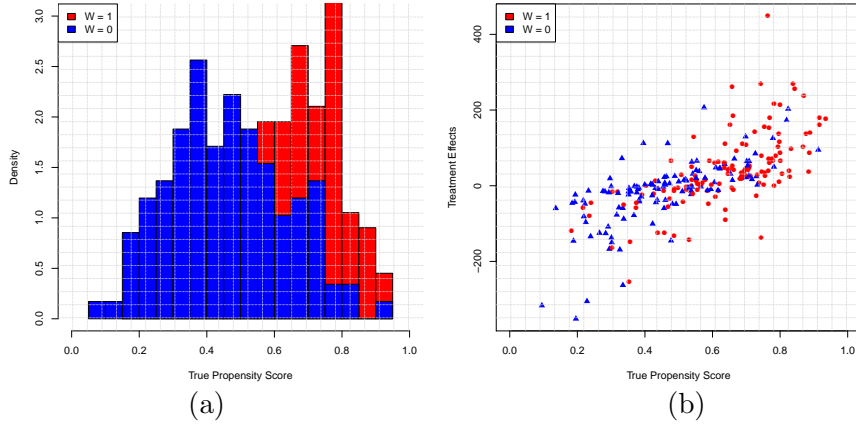 W = 1
W = 0
Density
0.0 0.5 1.0 1.5 2.0 2.5 3.0
0.0 0.2 0.4 0.6 0.8 1.0
True Propensity Score
(a)
W = 1
W = 0
Treatment Effects
−200 0 200 400
0.0 0.2 0.4 0.6 0.8 1.0
True Propensity Score
(b)